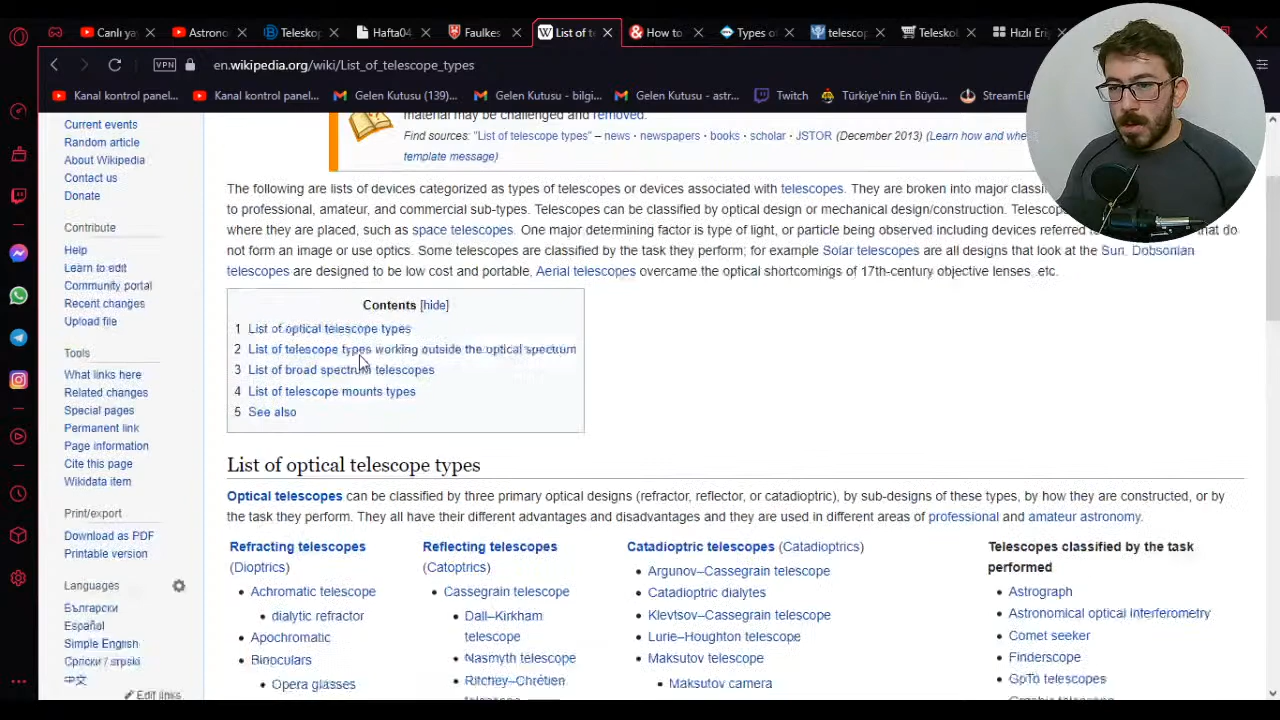 Canlı ya
Astrono
Teleskop
Hafta04
Faulkes
List of t
How to
Types o
telescop
Teleskol
Hızlı Eri
VPN
en.wikipedia.org/wiki/List_of_telescope_types
Kanal kontrol panel...
Kanal kontrol panel...
Gelen Kutusu (139)...
Gelen Kutusu - bilgi...
Gelen Kutusu - astr...
Twitch
Türkiye'nin En Büyü...
StreamEle
Current events
Random article
About Wikipedia
Contact us
Donate
Contribute
Help
Learn to edit
Community portal
Recent changes
Upload file
Tools
What links here
Related changes
Special pages
Permanent link
Page information
Cite this page
Wikidata item
Print/export
Download as PDF
Printable version
Languages
Български
Español
Simple English
Српски / srpski
中文
Edit links
material may be challenged and removed.
Find sources: "List of telescope types" – news · newspapers · books · scholar · JSTOR (December 2013) (Learn how and whe
template message)
The following are lists of devices categorized as types of telescopes or devices associated with telescopes. They are broken into major classi
to professional, amateur, and commercial sub-types. Telescopes can be classified by optical design or mechanical design/construction. Telesc
where they are placed, such as space telescopes. One major determining factor is type of light, or particle being observed including devices referred that do
not form an image or use optics. Some telescopes are classified by the task they perform; for example Solar telescopes are all designs that look at the Sun, Dobsonian
telescopes are designed to be low cost and portable, Aerial telescopes overcame the optical shortcomings of 17th-century objective lenses, etc.
Contents [hide]
1 List of optical telescope types
2 List of telescope types working outside the optical spectrum
3 List of broad spectrum telescopes
4 List of telescope mounts types
5 See also
List of optical telescope types
Optical telescopes can be classified by three primary optical designs (refractor, reflector, or catadioptric), by sub-designs of these types, by how they are constructed, or by
the task they perform. They all have their different advantages and disadvantages and they are used in different areas of professional and amateur astronomy.
Refracting telescopes
(Dioptrics)
Achromatic telescope
dialytic refractor
Apochromatic
Binoculars
Opera glasses
Reflecting telescopes
(Catoptrics)
Cassegrain telescope
Dall–Kirkham
telescope
Nasmyth telescope
Ritchey–Chrétien
Catadioptric telescopes (Catadioptrics)
Argunov–Cassegrain telescope
Catadioptric dialytes
Klevtsov–Cassegrain telescope
Lurie–Houghton telescope
Maksutov telescope
Maksutov camera
Telescopes classified by the task
performed
Astrograph
Astronomical optical interferometry
Comet seeker
Finderscope
GoTo telescopes